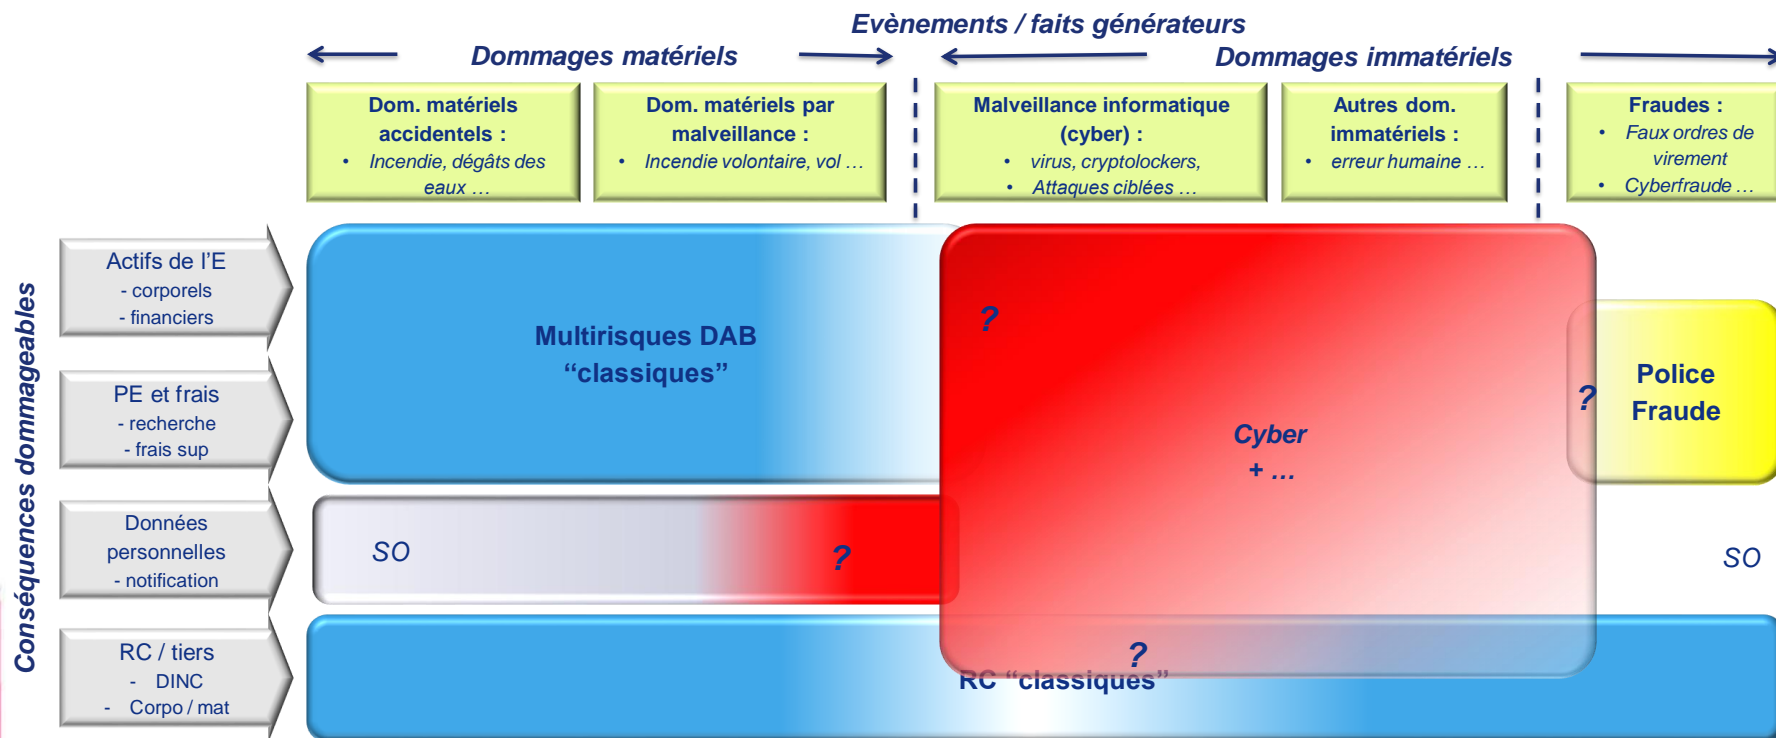 Evènements / faits générateurs
Dommages matériels
Dommages immatériels
Dom. matériels
accidentels :
• Incendie, dégâts des
eaux …
Dom. matériels par
malveillance :
• Incendie volontaire, vol …
Malveillance informatique
(cyber) :
• virus, cryptolockers,
• Attaques ciblées …
Autres dom.
immatériels :
• erreur humaine …
Fraudes :
• Faux ordres de
virement
• Cyberfraude …
Conséquences dommageables
Actifs de l’E
- corporels
- financiers
PE et frais
- recherche
- frais sup
Données
personnelles
- notification
RC / tiers
- DINC
- Corpo / mat
Multirisques DAB
“classiques”
?
Cyber
+ …
?
Police
Fraude
SO
?
SO
?
RC “classiques”